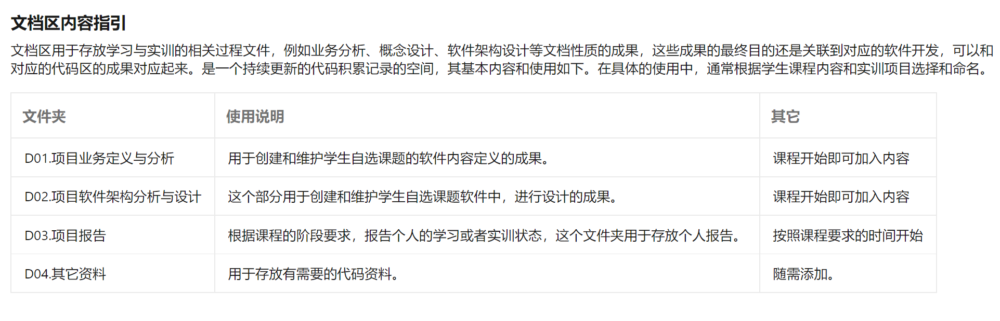 文档区内容指引
文档区用于存放学习与实训的相关过程文件，例如业务分析、概念设计、软件架构设计等文档性质的成果，这些成果的最终目的还是关联到对应的软件开发，可以和
对应的代码区的成果对应起来。是一个持续更新的代码积累记录的空间，其基本内容和使用如下。在具体的使用中，通常根据学生课程内容和实训项目选择和命名。
文件夹 使用说明 其它
D01.项目业务定义与分析 用于创建和维护学生自选课题的软件内容定义的成果。 课程开始即可加入内容
D02.项目软件架构分析与设计 这个部分用于创建和维护学生自选课题软件中，进行设计的成果。 课程开始即可加入内容
D03.项目报告 根据课程的阶段要求，报告个人的学习或者实训状态，这个文件夹用于存放个人报告。 按照课程要求的时间开始
D04.其它资料 用于存放有需要的代码资料。 随需添加。